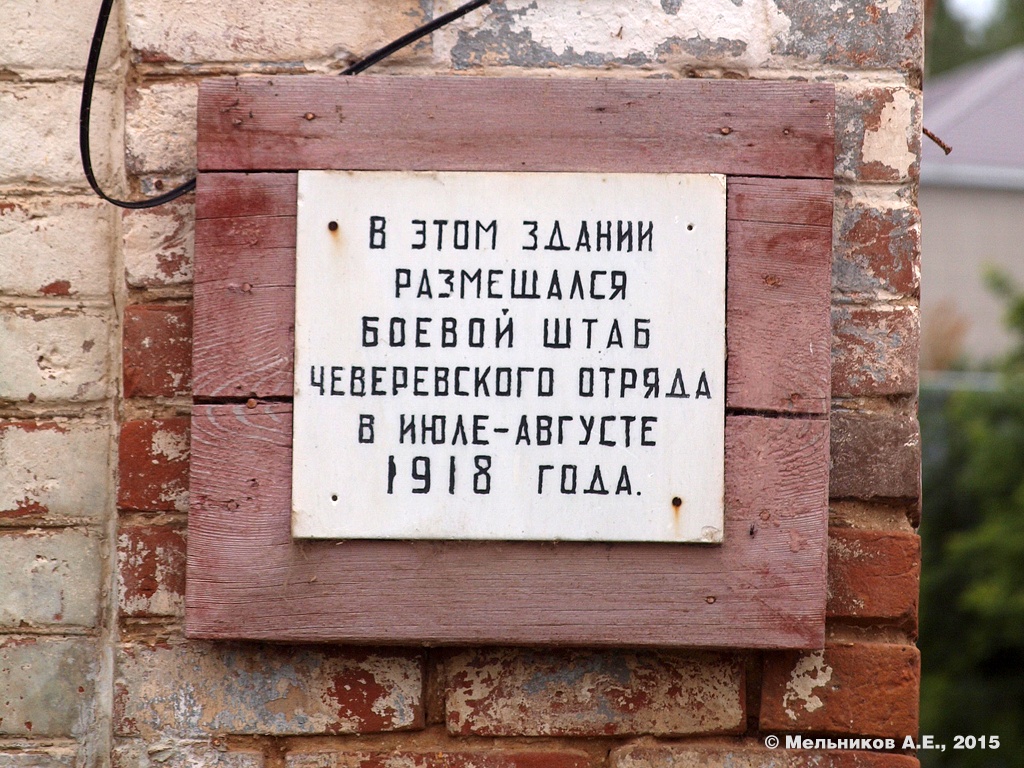 В ЭТОМ ЗДАНИИ
РАЗМЕЩАЛСЯ
БОЕВОЙ ШТАБ
ЧЕВЕРЕВСКОГО ОТРЯДА
В ИЮЛЕ-АВГУСТЕ
1918 ГОДА.
© Мельников А.Е., 2015